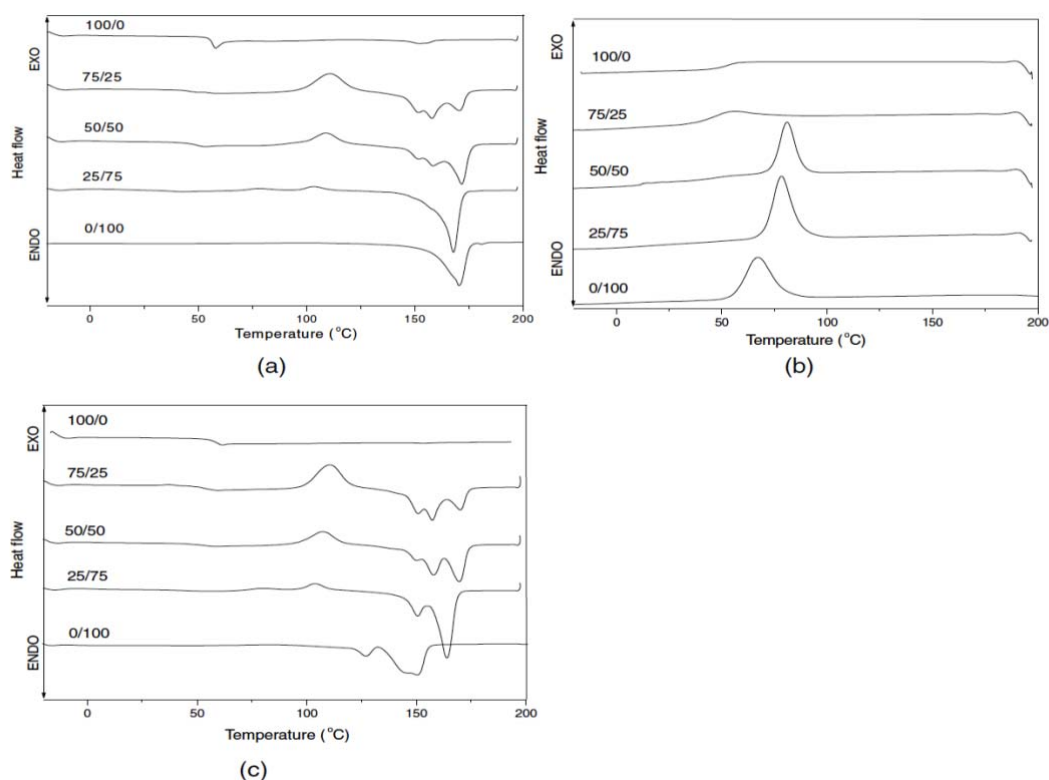 EXO
Heat flow
ENDO
100/0
75/25
50/50
25/75
0/100
0 50 100 150 200
Temperature (°C)
(a)
EXO
Heat flow
ENDO
100/0
75/25
50/50
25/75
0/100
0 50 100 150 200
Temperature (°C)
(b)
EXO
Heat flow
ENDO
100/0
75/25
50/50
25/75
0/100
0 50 100 150 200
Temperature (°C)
(c)